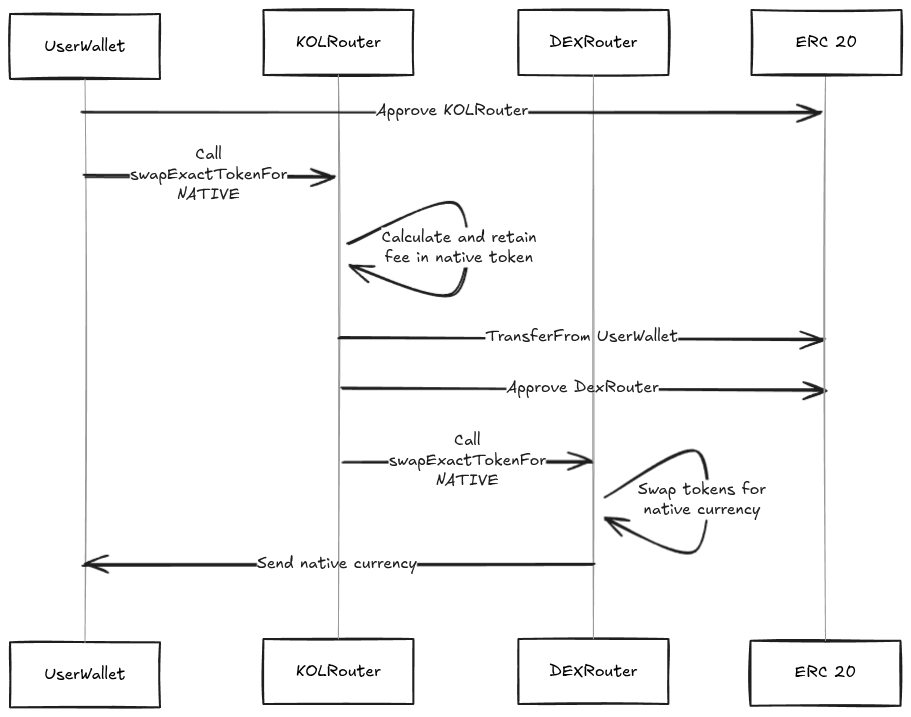 UserWallet
KOLRouter
DEXRouter
ERC 20
Approve KOLRouter
Call
swapExactTokenFor
NATIVE
Calculate and retain
fee in native token
TransferFrom UserWallet
Approve DexRouter
Call
swapExactTokenFor
NATIVE
Swap tokens for
native currency
Send native currency
UserWallet
KOLRouter
DEXRouter
ERC 20